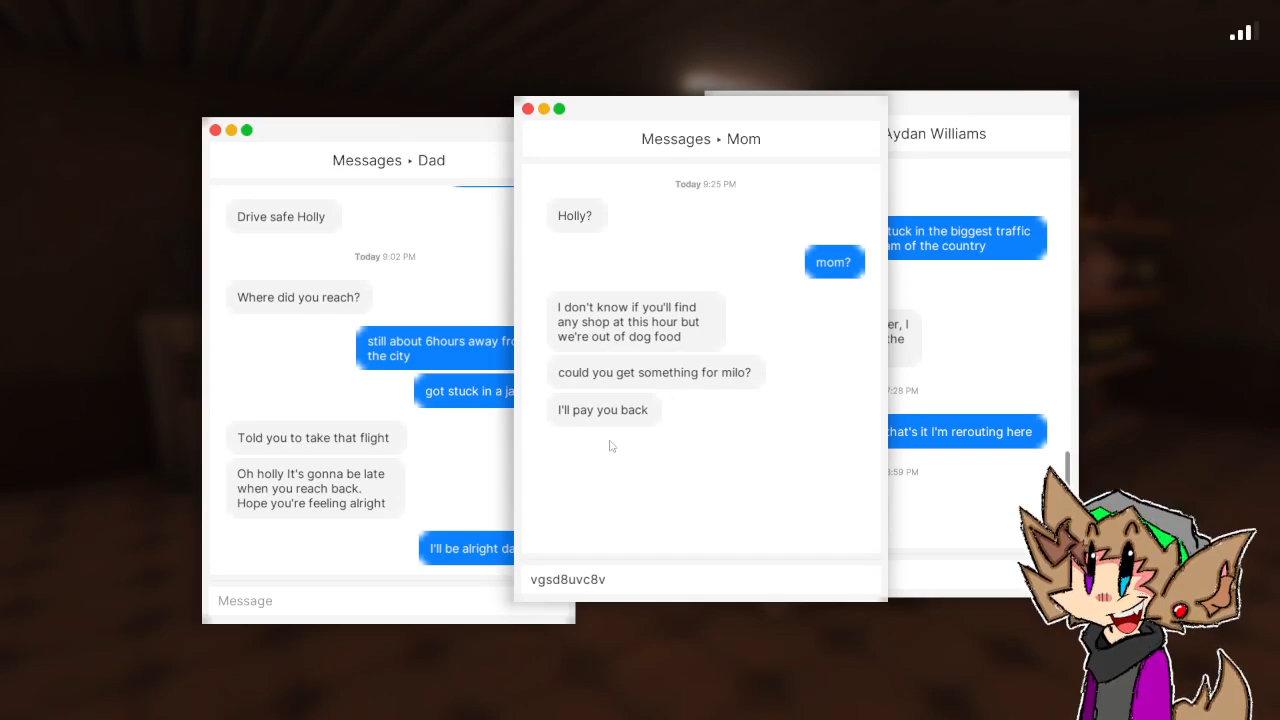 Messages ‣ Dad
Drive safe Holly
Today 9:02 PM
Where did you reach?
still about 6hours away
the city
got stuck in a
Told you to take that flight
Oh holly It's gonna be late
when you reach back.
Hope you're feeling alright
I'll be alright
Message
Messages ‣ Mom
Today 9:25 PM
Holly?
mom?
I don't know if you'll find
any shop at this hour but
we're out of dog food
could you get something for milo?
I'll pay you back
vgsd8uvc8v
Aydan Williams
tuck in the biggest traffic
m of the country
er, I
the
7:28 PM
that's it I'm rerouting here
:59 PM